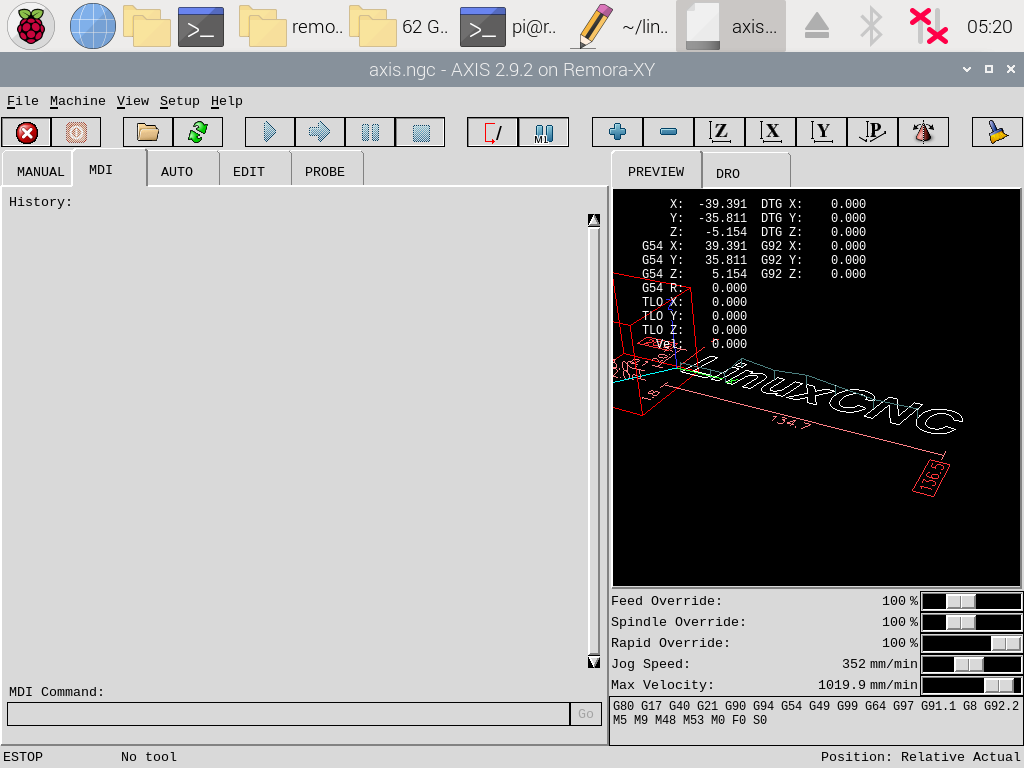 remo.. 62 G.. pi@r.. ~/lin.. axis... 05:20
axis.ngc - AXIS 2.9.2 on Remora-XY
File Machine View Setup Help
M1 Z X Y P
MANUAL MDI AUTO EDIT PROBE
History:
MDI Command:
Go
PREVIEW DRO
X: -39.391 DTG X: 0.000
Y: -35.811 DTG Y: 0.000
Z: -5.154 DTG Z: 0.000
G54 X: 39.391 G92 X: 0.000
G54 Y: 35.811 G92 Y: 0.000
G54 Z: 5.154 G92 Z: 0.000
G54 R: 0.000
TLO X: 0.000
TLO Y: 0.000
TLO Z: 0.000
Vel: 0.000
LinuxCNC
134.7
136.5
Feed Override: 100 %
Spindle Override: 100 %
Rapid Override: 100 %
Jog Speed: 352 mm/min
Max Velocity: 1019.9 mm/min
G80 G17 G40 G21 G90 G94 G54 G49 G99 G64 G97 G91.1 G8 G92.2
M5 M9 M48 M53 M0 F0 S0
ESTOP No tool Position: Relative Actual